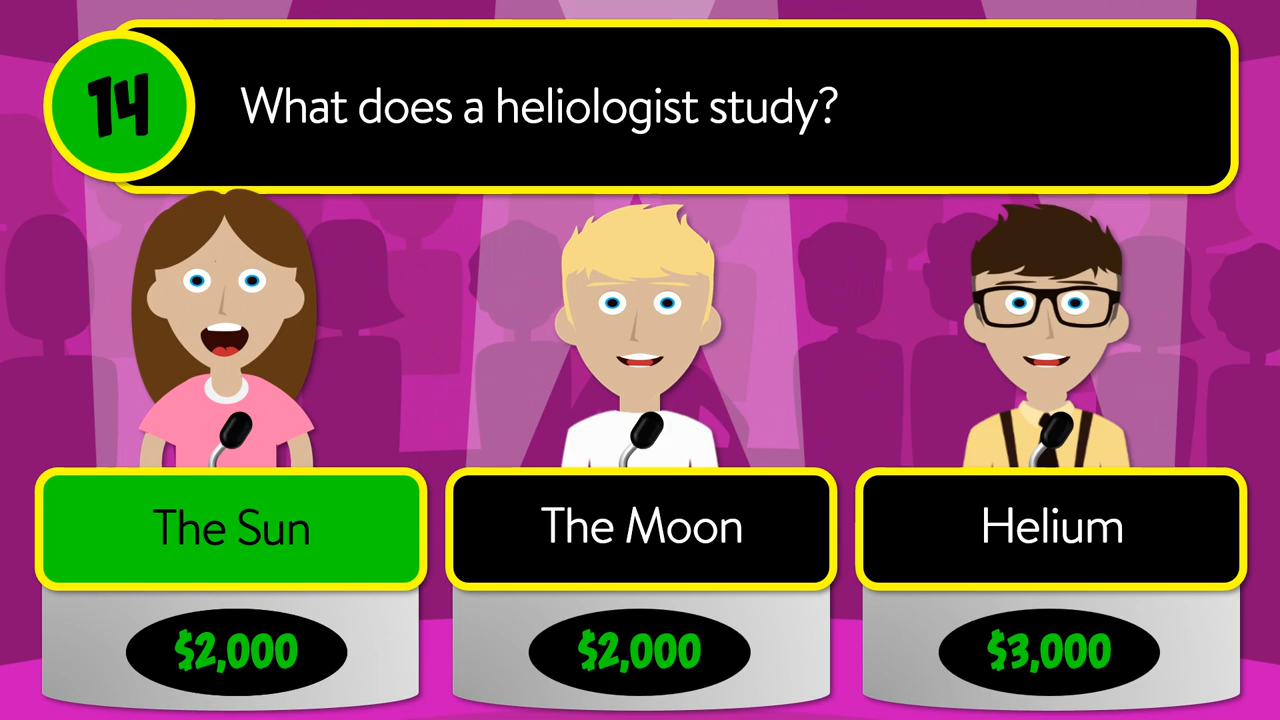 14
What does a heliologist study?
The Sun
The Moon
Helium
$2,000
$2,000
$3,000